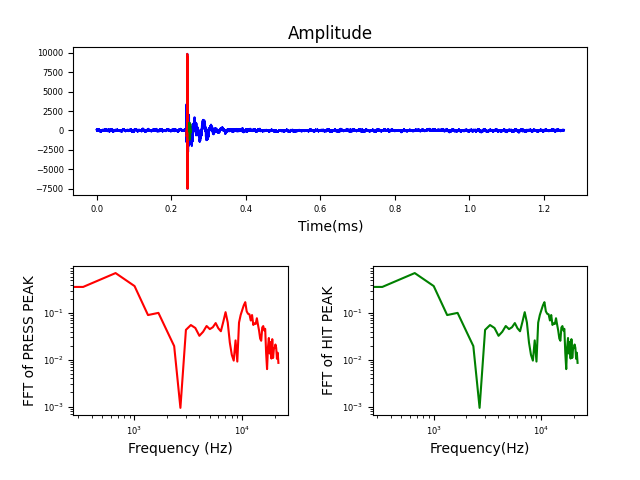 Amplitude
10000
7500
5000
2500
0
−2500
−5000
−7500
0.0 0.2 0.4 0.6 0.8 1.0 1.2
Time(ms)
FFT of PRESS PEAK
10⁻¹
10⁻²
10⁻³
10³ 10⁴
Frequency (Hz)
FFT of HIT PEAK
10⁻¹
10⁻²
10⁻³
10³ 10⁴
Frequency(Hz)